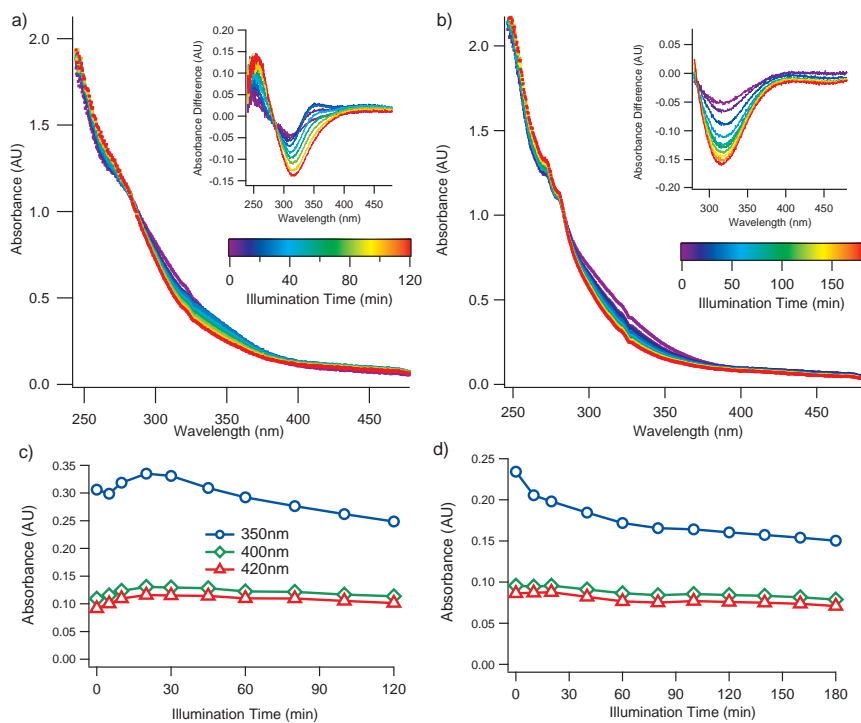 a)
2.0
1.5
1.0
0.5
0.0
Absorbance (AU)
250 300 350 400 450
Wavelength (nm)
0.25
0.20
0.15
0.10
0.05
0.00
0.05
0.10
0.15
Absorbance Difference (AU)
250 300 350 400 450
Wavelength (nm)
0 40 80 120
Illumination Time (min)
b)
2.0
1.5
1.0
0.5
0.0
Absorbance (AU)
250 300 350 400 450
Wavelength (nm)
0.05
0.00
-0.05
-0.10
-0.15
-0.20
Absorbance Difference (AU)
300 350 400 450
Wavelength (nm)
0 50 100 150
Illumination Time (min)
c)
0.35
0.30
0.25
0.20
0.15
0.10
0.05
0.00
Absorbance (AU)
350nm
400nm
420nm
0 30 60 90 120
Illumination Time (min)
d)
0.25
0.20
0.15
0.10
0.05
0.00
Absorbance (AU)
0 30 60 90 120 150 180
Illumination Time (min)